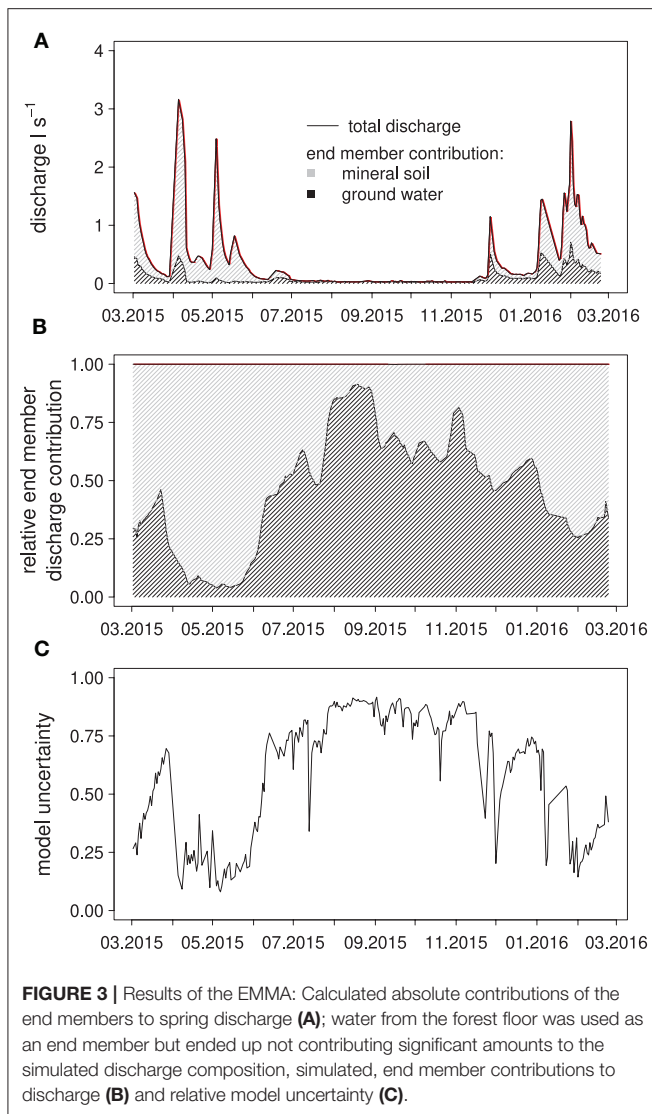 A
discharge l s⁻¹
4
3
2
1
0
total discharge
end member contribution:
mineral soil
ground water
03.2015 05.2015 07.2015 09.2015 11.2015 01.2016 03.2016
B
relative end member
discharge contribution
1.00
0.75
0.50
0.25
0.00
03.2015 05.2015 07.2015 09.2015 11.2015 01.2016 03.2016
C
model uncertainty
1.00
0.75
0.50
0.25
0.00
03.2015 05.2015 07.2015 09.2015 11.2015 01.2016 03.2016
FIGURE 3 | Results of the EMMA: Calculated absolute contributions of the
end members to spring discharge (A); water from the forest floor was used as
an end member but ended up not contributing significant amounts to the
simulated discharge composition, simulated, end member contributions to
discharge (B) and relative model uncertainty (C).